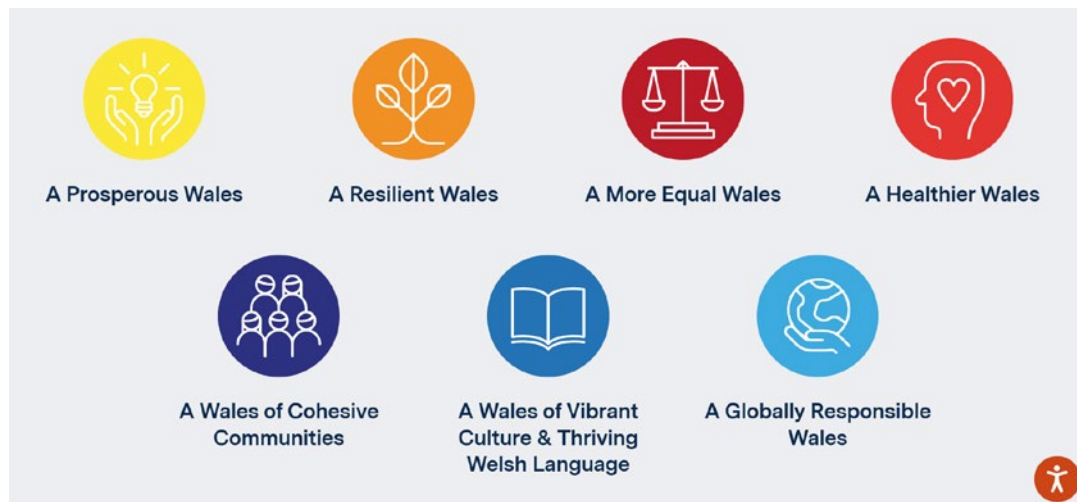 A Prosperous Wales
A Resilient Wales
A More Equal Wales
A Healthier Wales
A Wales of Cohesive
Communities
A Wales of Vibrant
Culture & Thriving
Welsh Language
A Globally Responsible
Wales